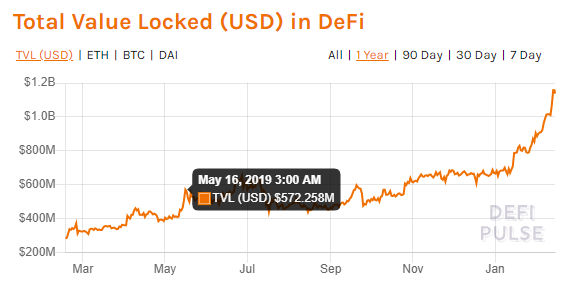 Total Value Locked (USD) in DeFi
TVL (USD) | ETH | BTC | DAI
All | 1 Year | 90 Day | 30 Day | 7 Day
$1.2B
$1.0B
$800M
$600M
$400M
$200M
May 16, 2019 3:00 AM
TVL (USD) $572.258M
DEFI
PULSE
Mar May Jul Sep Nov Jan